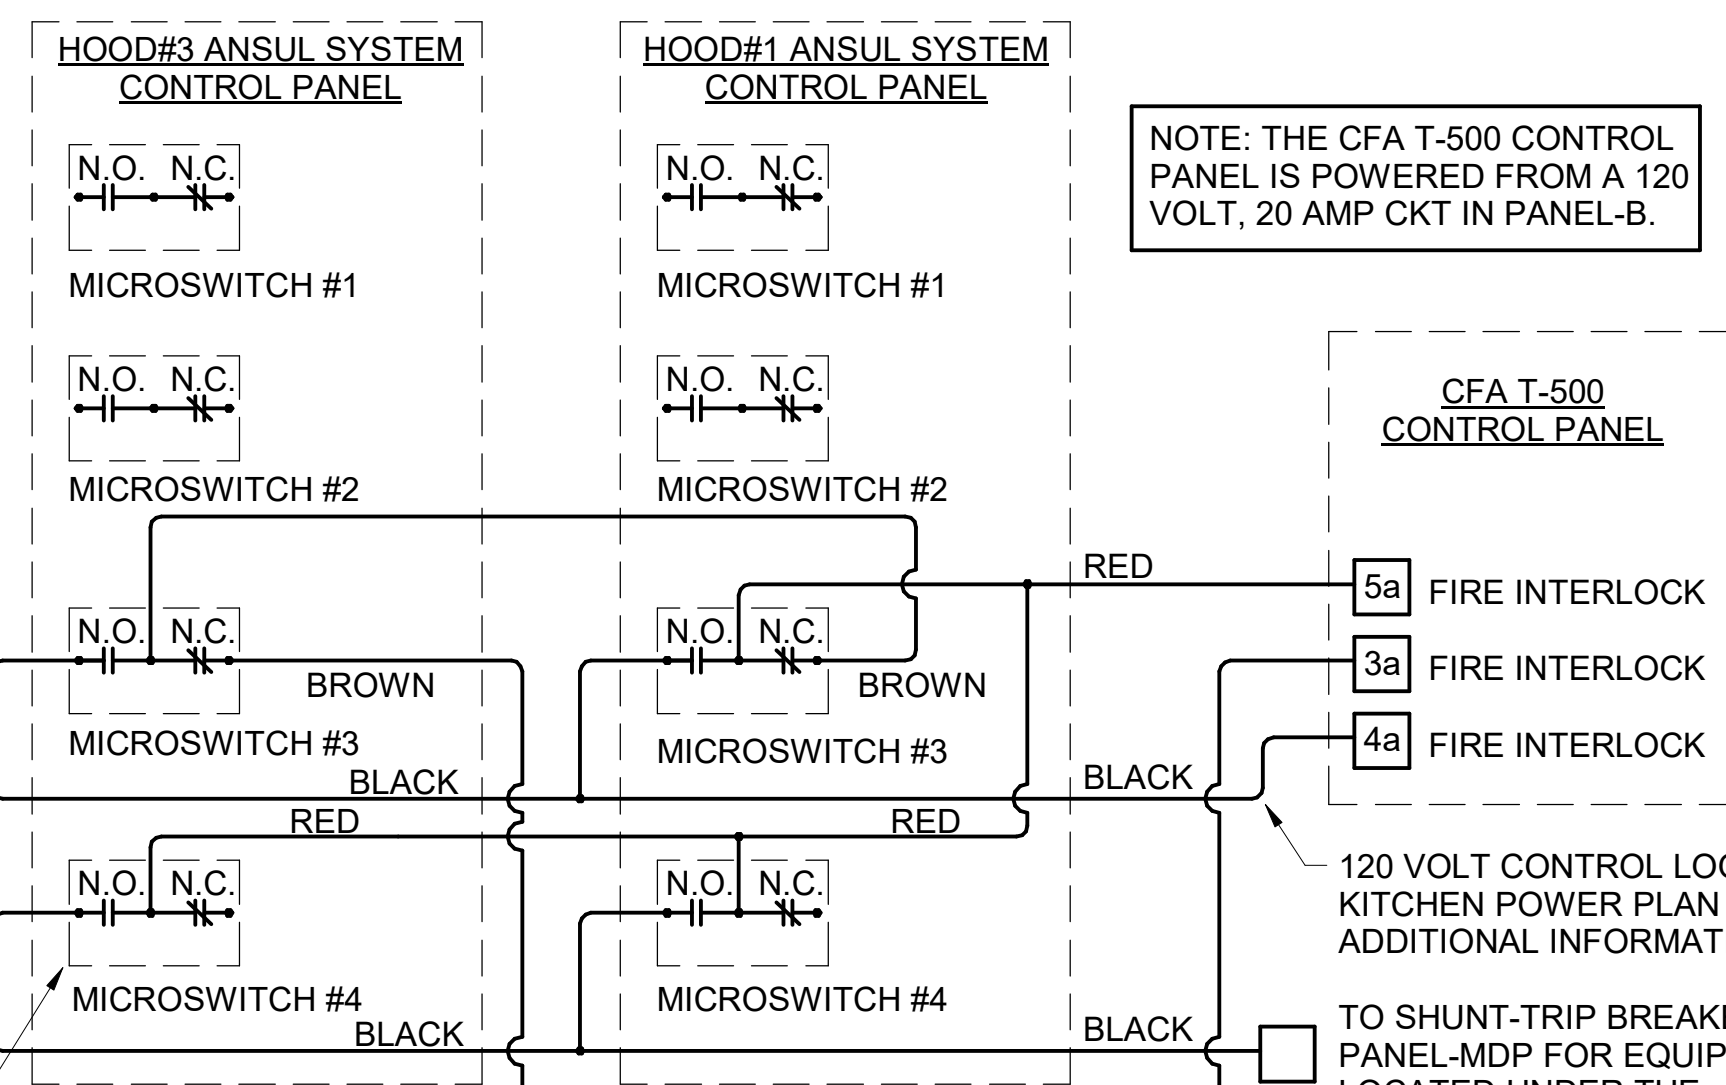 HOOD#3 ANSUL SYSTEM
CONTROL PANEL
N.O. N.C.
MICROSWITCH #1
N.O. N.C.
MICROSWITCH #2
N.O. N.C.
BROWN
MICROSWITCH #3
BLACK
RED
N.O. N.C.
MICROSWITCH #4
BLACK
HOOD#1 ANSUL SYSTEM
CONTROL PANEL
N.O. N.C.
MICROSWITCH #1
N.O. N.C.
MICROSWITCH #2
N.O. N.C.
BROWN
MICROSWITCH #3
RED
N.O. N.C.
MICROSWITCH #4
RED
BLACK
BLACK
NOTE: THE CFA T-500 CONTROL
PANEL IS POWERED FROM A 120
VOLT, 20 AMP CKT IN PANEL-B.
CFA T-500
CONTROL PANEL
5a FIRE INTERLOCK
3a FIRE INTERLOCK
4a FIRE INTERLOCK
120 VOLT CONTROL
KITCHEN POWER PLAN
ADDITIONAL
TO SHUNT-TRIP
PANEL-MDP FOR
LOCATED UNDER THE